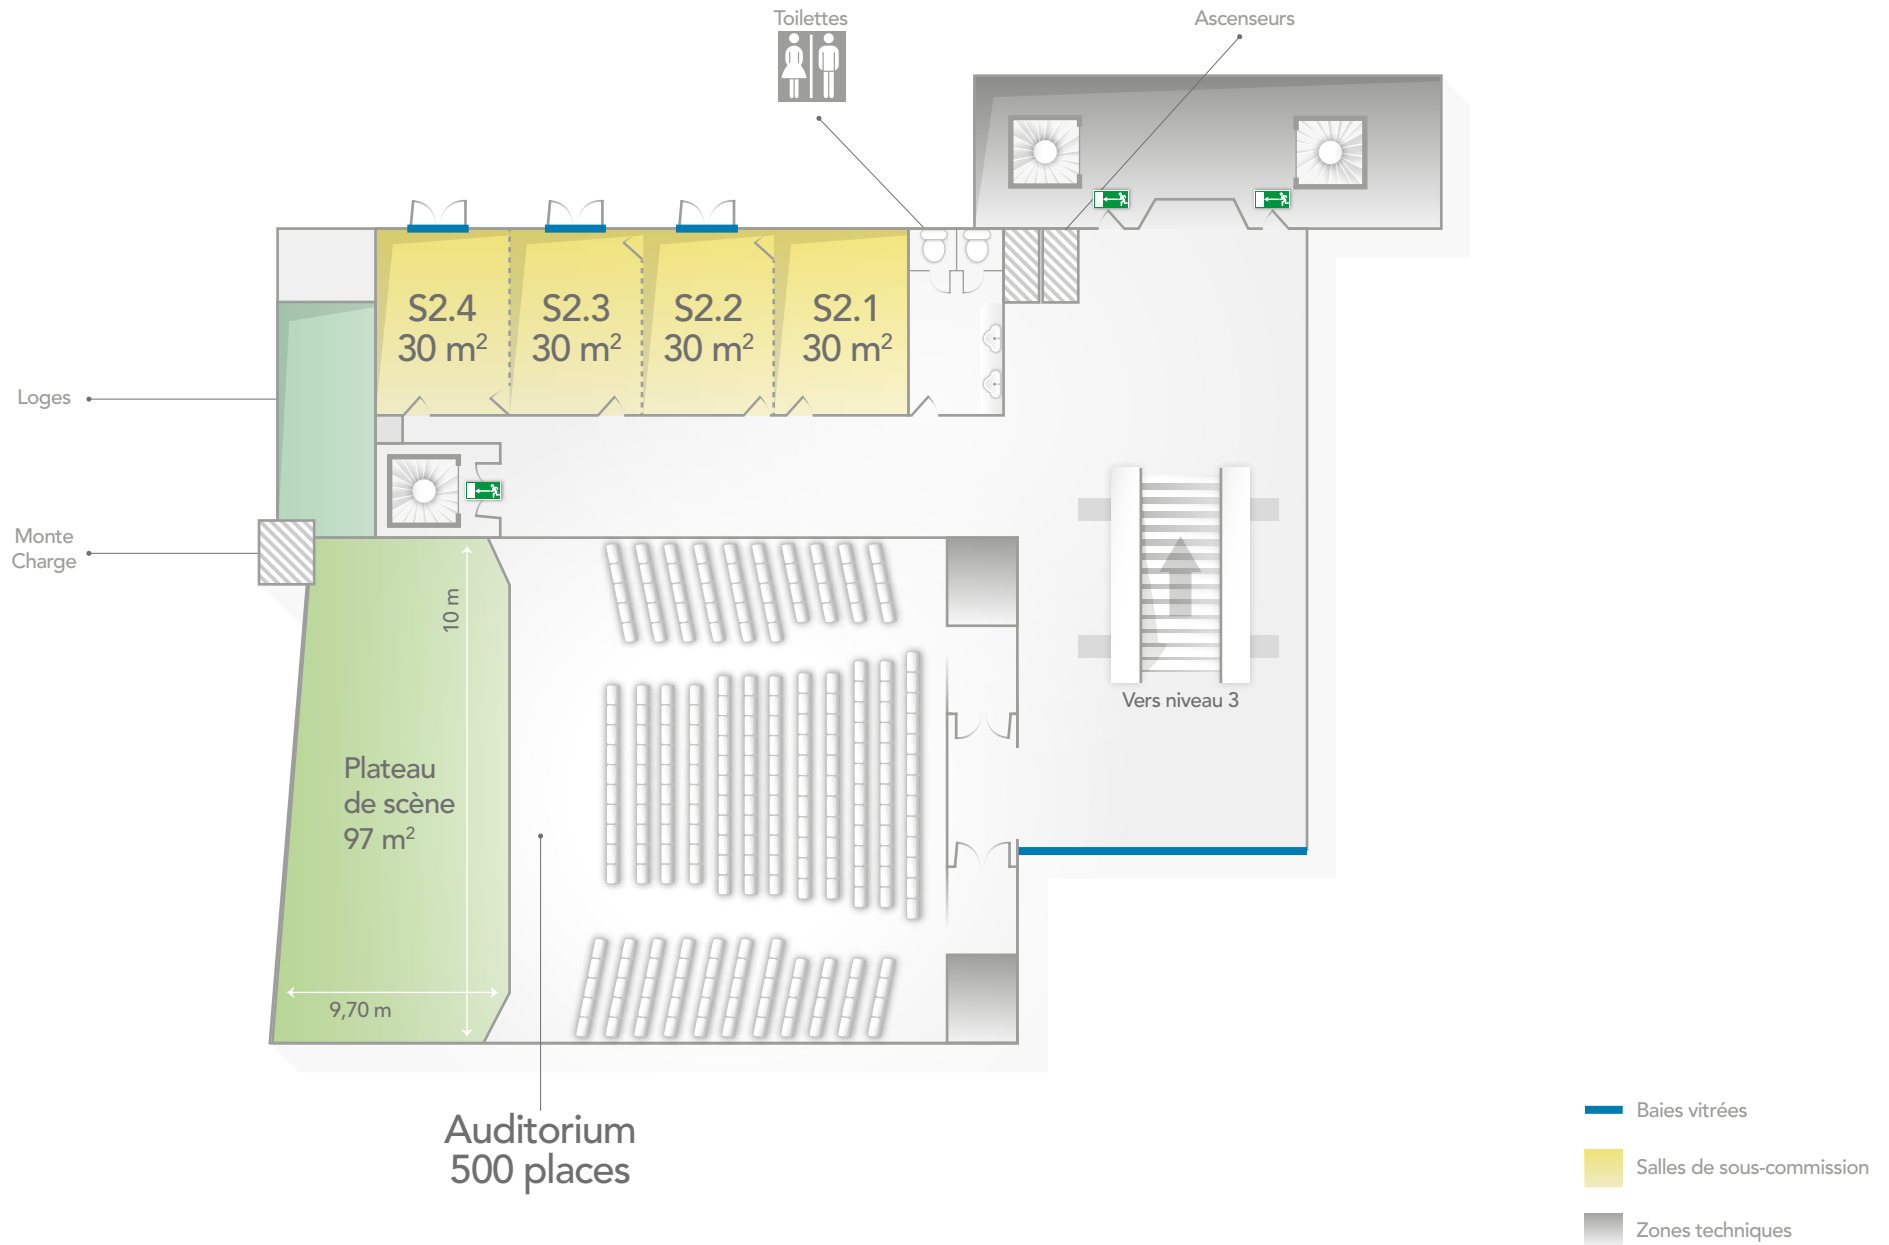 Toilettes
Ascenseurs
S2.4
30 m²
S2.3
30 m²
S2.2
30 m²
S2.1
30 m²
Loges
Monte
Charge
10 m
Vers niveau 3
Plateau
de scène
97 m²
9,70 m
Auditorium
500 places
Baies vitrées
Salles de sous-commission
Zones techniques